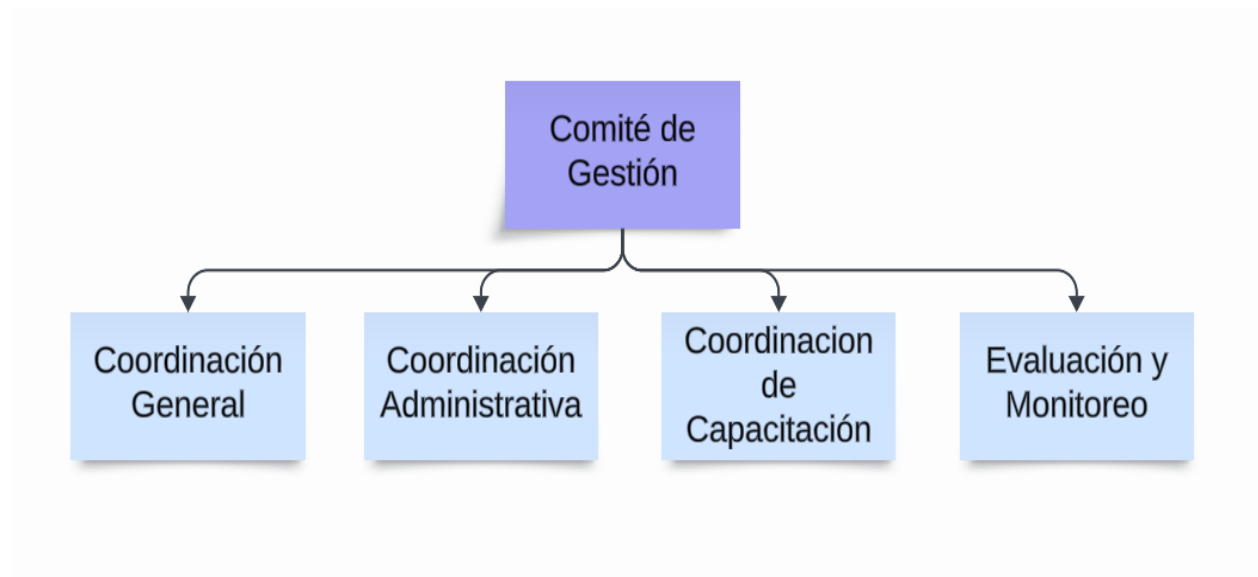 Comité de
Gestión
Coordinación
General
Coordinación
Administrativa
Coordinacion
de
Capacitación
Evaluación y
Monitoreo